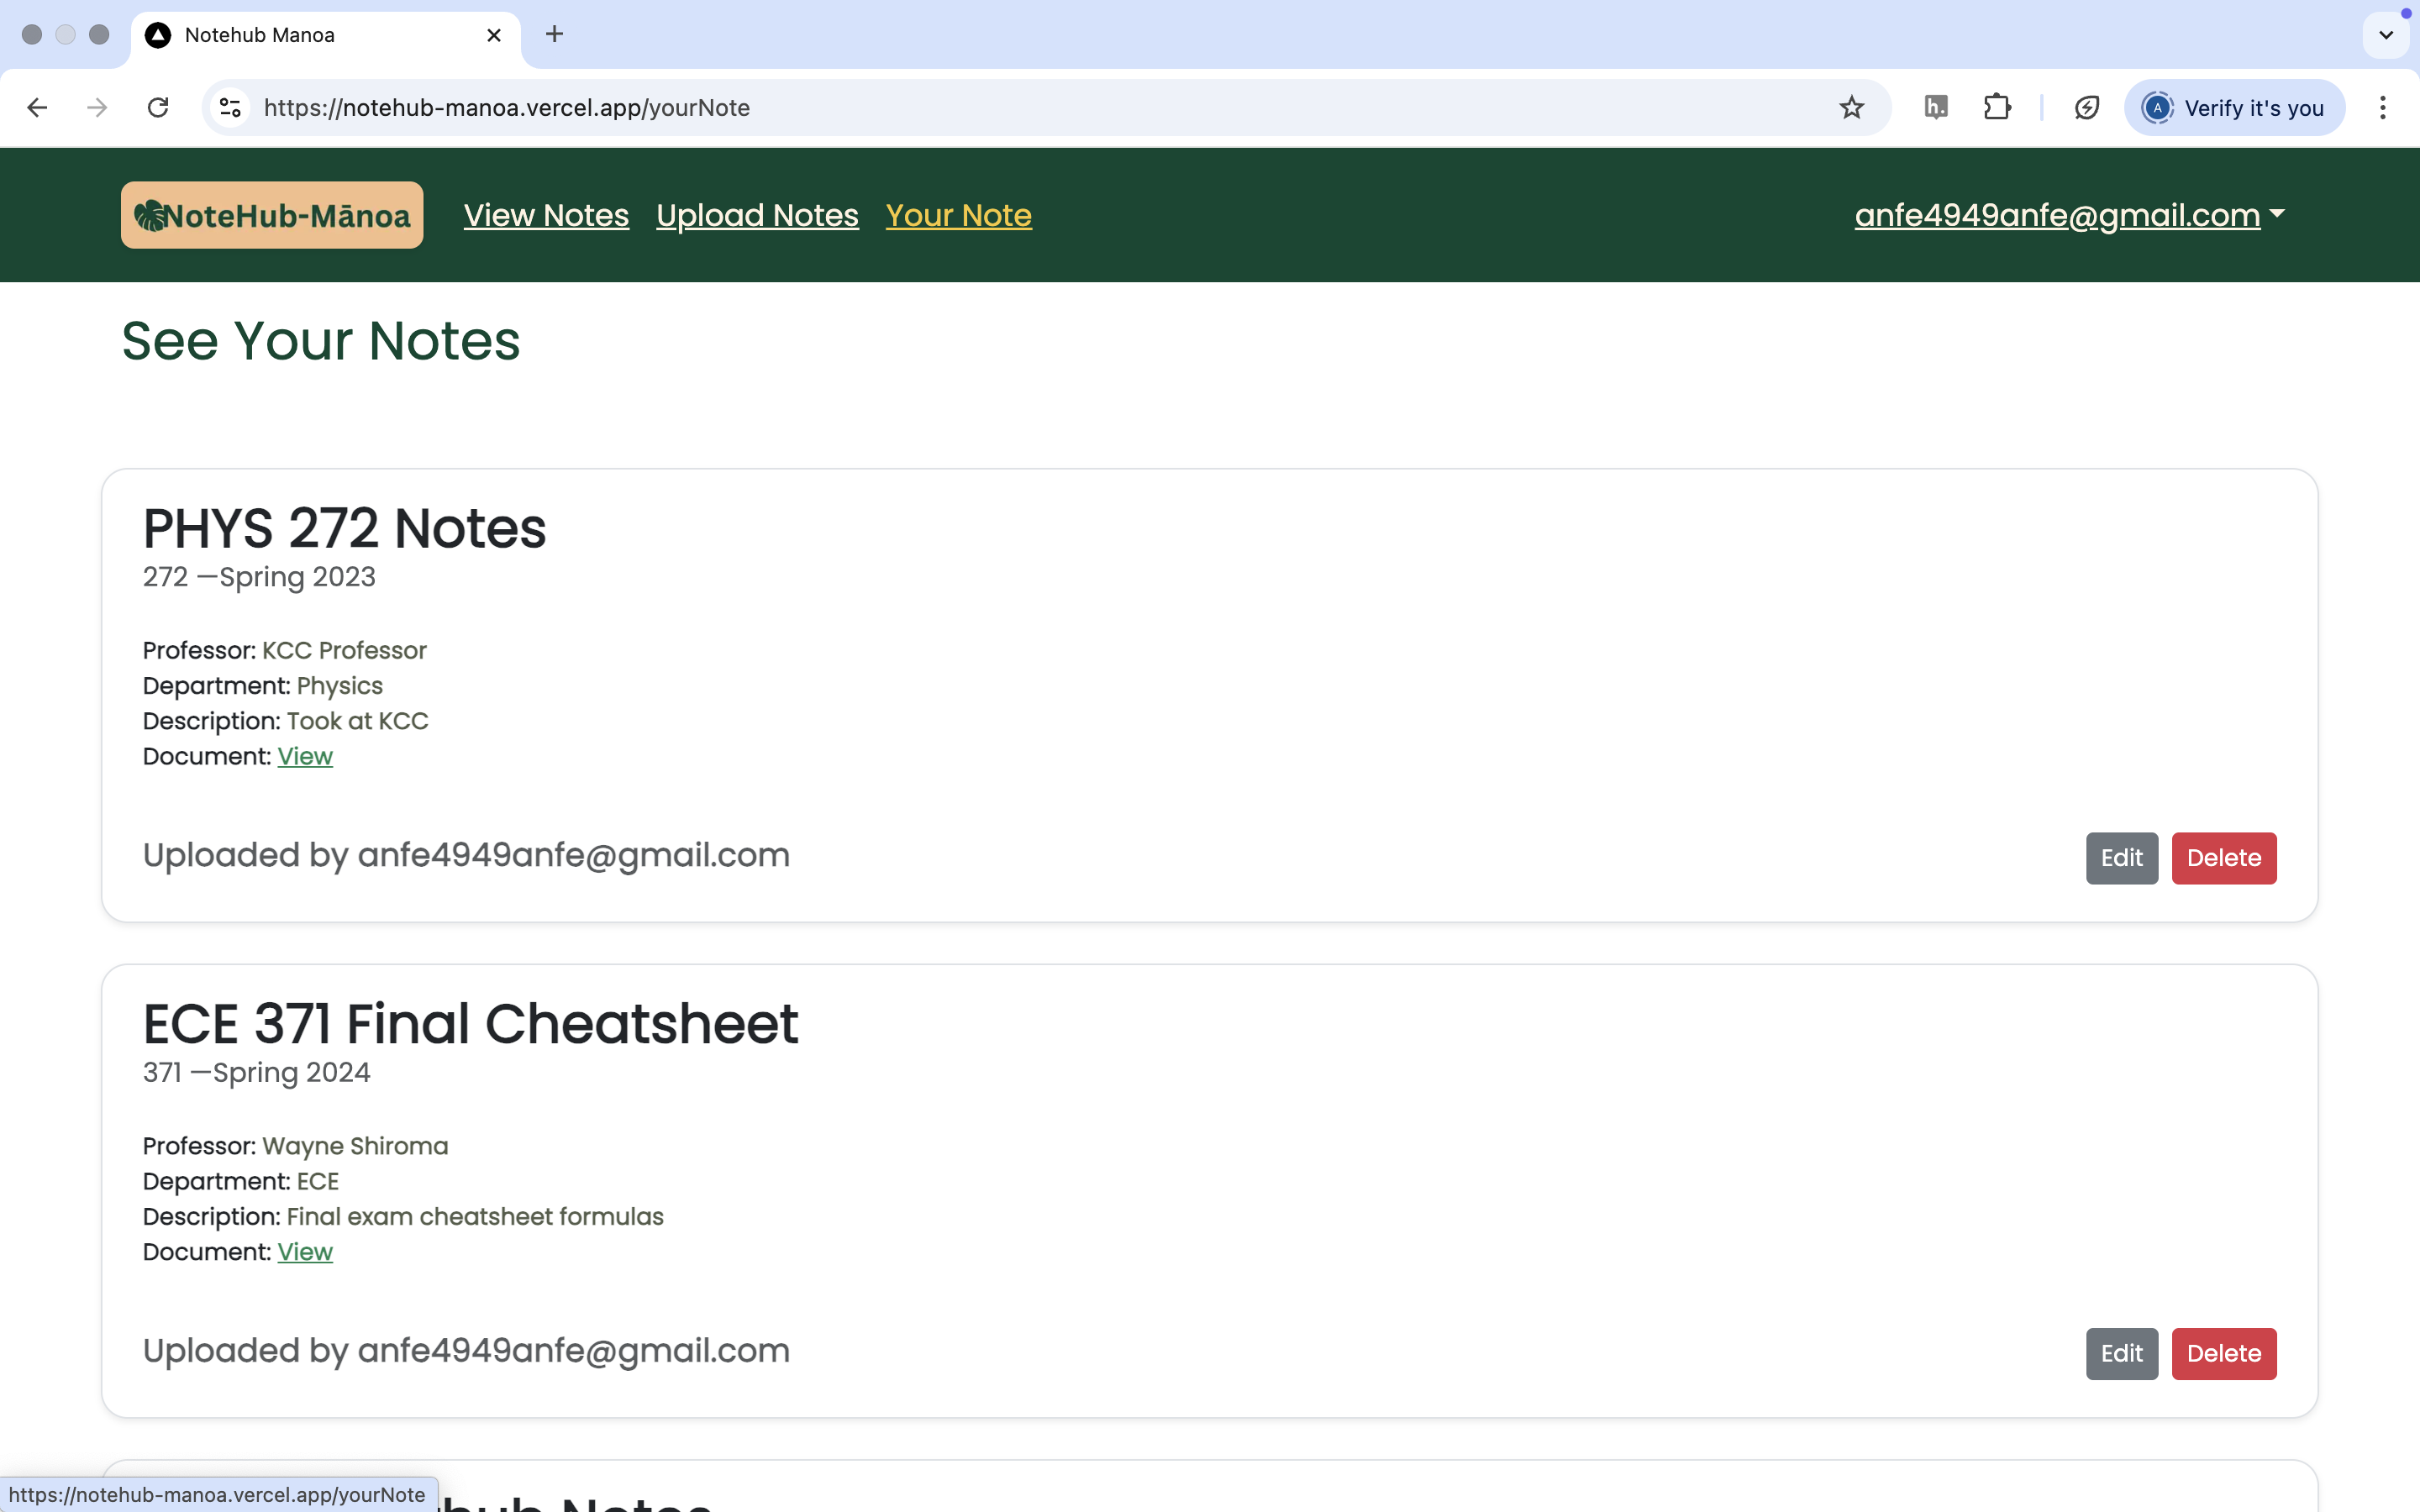 Notehub Manoa
https://notehub-manoa.vercel.app/yourNote
h.
A
Verify it's you
NoteHub-Mānoa
View Notes
Upload Notes
Your Note
anfe4949anfe@gmail.com
See Your Notes
PHYS 272 Notes
272 —Spring 2023
Professor: KCC Professor
Department: Physics
Description: Took at KCC
Document: View
Uploaded by anfe4949anfe@gmail.com
Edit
Delete
ECE 371 Final Cheatsheet
371 —Spring 2024
Professor: Wayne Shiroma
Department: ECE
Description: Final exam cheatsheet formulas
Document: View
Uploaded by anfe4949anfe@gmail.com
Edit
Delete
Notes
https://notehub-manoa.vercel.app/yourNote